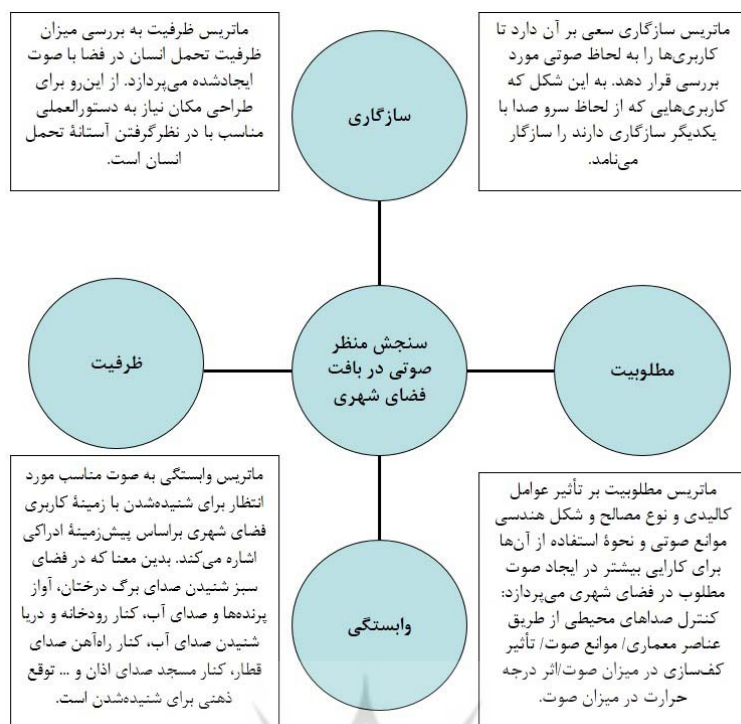 ماتریس سازگاری سعی بر آن دارد تا
کاربری‌ها را به لحاظ صوتی مورد
بررسی قرار دهد. به این شکل که
کاربری‌هایی که از لحاظ سرو صدا با
یکدیگر سازگاری دارند را سازگار
می‌نامد.
سازگاری
ماتریس ظرفیت به بررسی میزان
ظرفیت تحمل انسان در فضا با صوت
ایجادشده می‌پردازد. از این‌رو برای
طراحی مکان نیاز به دستورالعملی
مناسب با در نظرگرفتن آستانۀ تحمل
انسان است.
مطلوبیت
سنجش منظر
صوتی در بافت
فضای شهری
ظرفیت
ماتریس مطلوبیت بر تأثیر عوامل
کالیدی و نوع مصالح و شکل هندسی
موانع صوتی و نحوۀ استفاده از آن‌ها
برای کارایی بیشتر در ایجاد صوت
مطلوب در فضای شهری می‌پردازد:
کنترل صداهای محیطی از طریق
عناصر معماری/ موانع صوت/ تأثیر
کف‌سازی در میزان صوت/اثر درجه
حرارت در میزان صوت.
وابستگی
ماتریس وابستگی به صوت مناسب مورد
انتظار برای شنیده‌شدن با زمینۀ کاربری
فضای شهری براساس پیش‌زمینۀ ادراکی
اشاره می‌کند. بدین معنا که در فضای
سبز شنیدن صدای برگ درختان، آواز
پرنده‌ها و صدای آب، کنار رودخانه و دریا
شنیدن صدای آب، کنار راه‌آهن صدای
قطار، کنار مسجد صدای اذان و ... توقع
ذهنی برای شنیده‌شدن است.